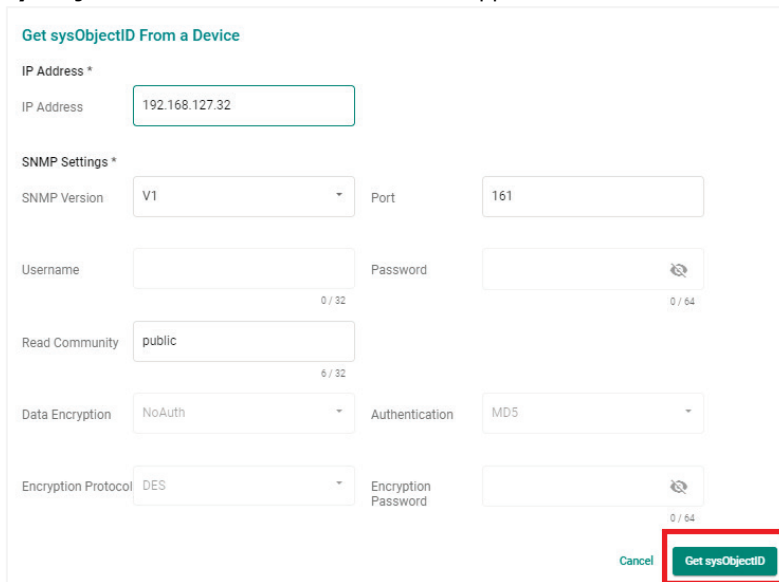 Get sysObjectID From a Device
IP Address *
IP Address 192.168.127.32
SNMP Settings *
SNMP Version V1 Port 161
Username Password
0 / 32 0 / 64
Read Community public
6 / 32
Data Encryption NoAuth Authentication MD5
Encryption Protocol DES Encryption Password
0 / 64
Cancel Get sysObjectID